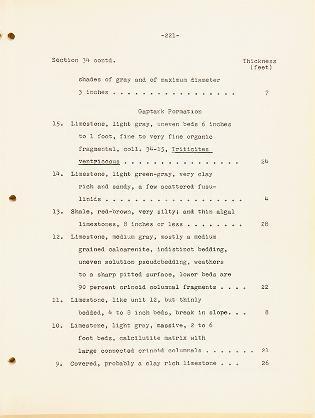 -221-
Section 34 contd.
Thickness
(feet)
shades of gray and of maximum diameter
3 inches . . . . . . . . . . . . . . . . . 7
Gaptank Formation
15. Limestone, light gray, uneven beds 6 inches
to 1 foot, fine to very fine organic
fragmental, coll. 34-15, Triticites
ventricosus . . . . . . . . . . . . . . . . 24
14. Limestone, light green-gray, very clay
rich and sandy, a few scattered fusu-
linids . . . . . . . . . . . . . . . . . . 4
13. Shale, red-brown, very silty; and thin algal
limestones, 8 inches or less . . . . . . . . 28
12. Limestone, medium gray, mostly a medium
grained calcarenite, indistinct bedding,
uneven solution pseudobedding, weathers
to a sharp pitted surface, lower beds are
90 percent crinoid columnal fragments . . . . 22
11. Limestone, like unit 12, but thinly
bedded, 4 to 8 inch beds, break in slope. . . 8
10. Limestone, light gray, massive, 2 to 6
foot beds, calcilutite matrix with
large connected crinoid columnals . . . . . . . 21
9. Covered, probably a clay rich limestone . . . 26